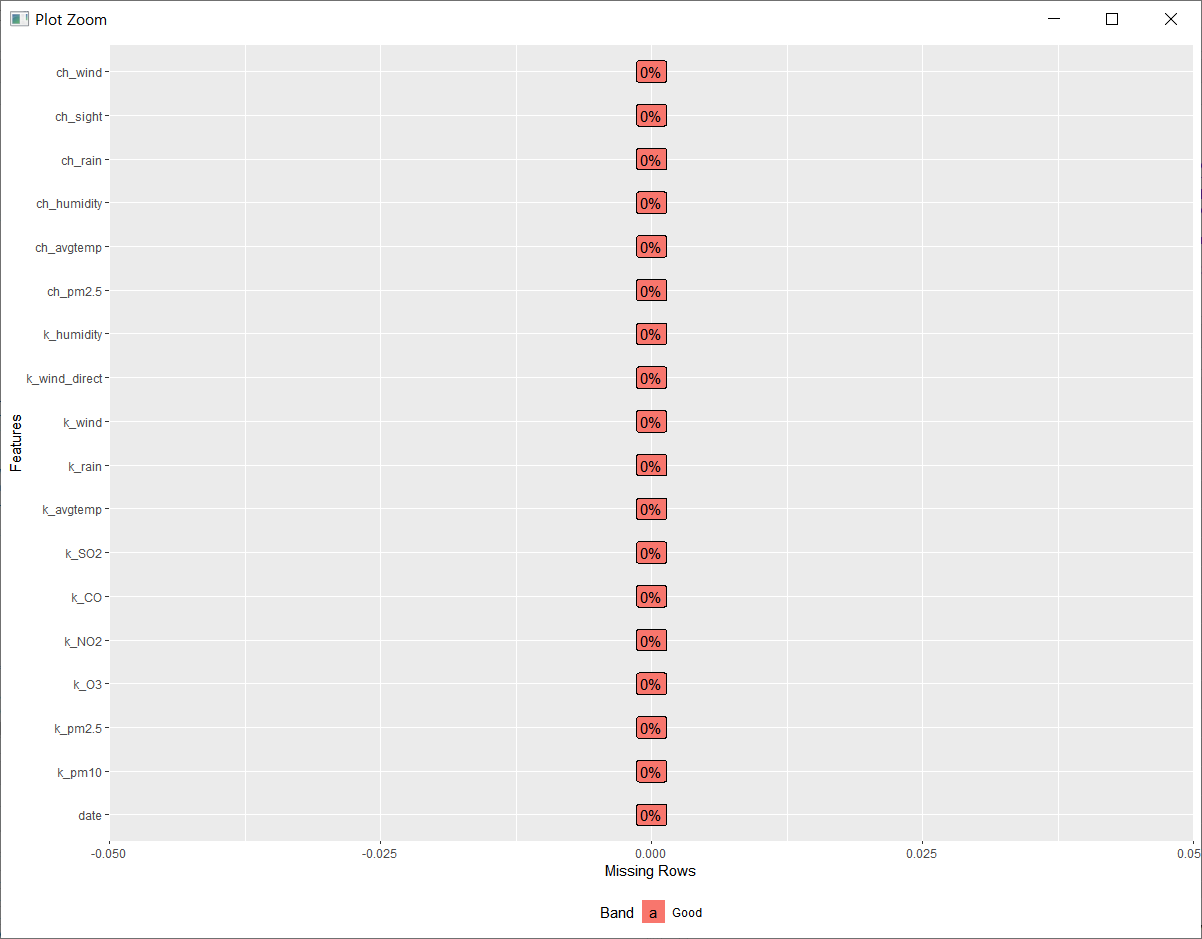 Plot Zoom
ch_wind 0%
ch_sight 0%
ch_rain 0%
ch_humidity 0%
ch_avgtemp 0%
ch_pm2.5 0%
k_humidity 0%
k_wind_direct 0%
k_wind 0%
k_rain 0%
k_avgtemp 0%
k_SO2 0%
k_CO 0%
k_NO2 0%
k_O3 0%
k_pm2.5 0%
k_pm10 0%
date 0%
Features
-0.050 -0.025 0.000 0.025 0.05
Missing Rows
Band a Good